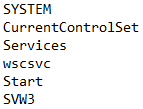 SYSTEM
CurrentControlSet
Services
wscsvc
Start
SVW3